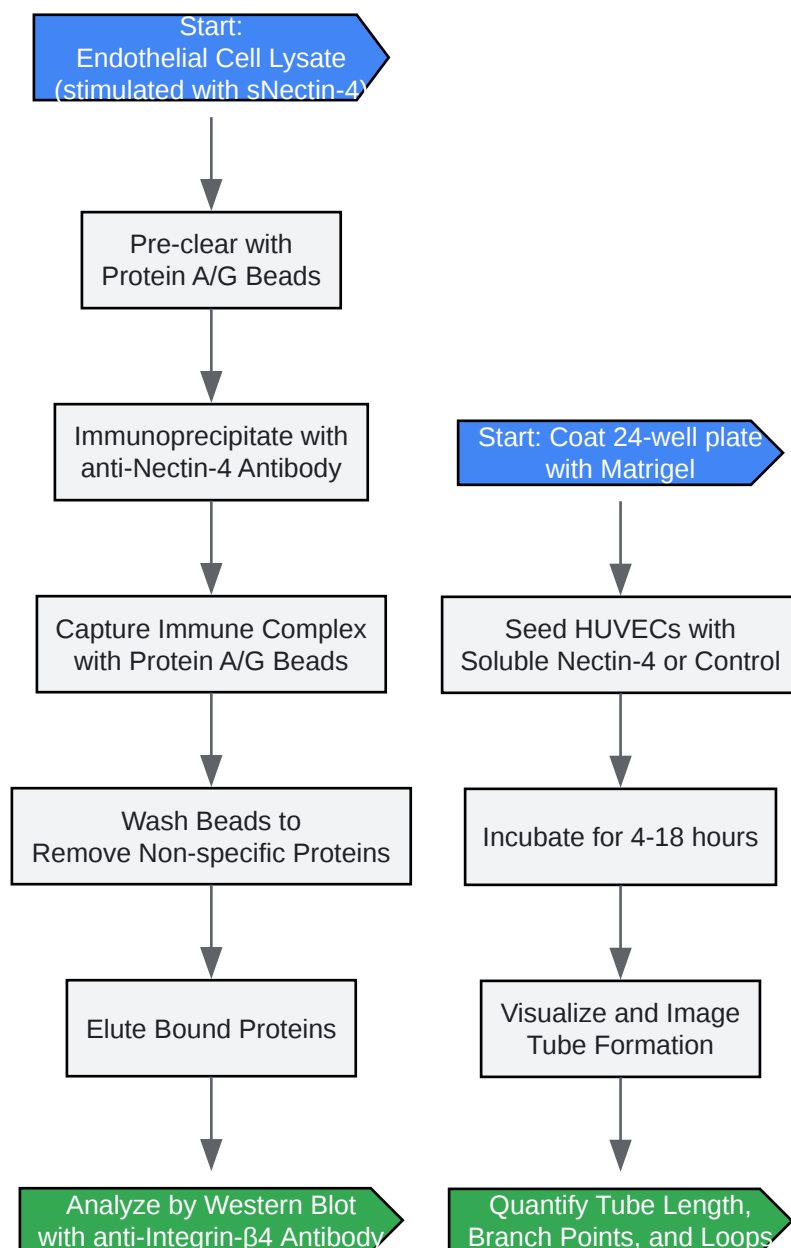 Start:
Endothelial Cell Lysate
(stimulated with sNectin-4)
Pre-clear with
Protein A/G Beads
Immunoprecipitate with
anti-Nectin-4 Antibody
Capture Immune Complex
with Protein A/G Beads
Wash Beads to
Remove Non-specific Proteins
Elute Bound Proteins
Analyze by Western Blot
with anti-Integrin-β4 Antibody
Start: Coat 24-well plate
with Matrigel
Seed HUVECs with
Soluble Nectin-4 or Control
Incubate for 4-18 hours
Visualize and Image
Tube Formation
Quantify Tube Length,
Branch Points, and Loops